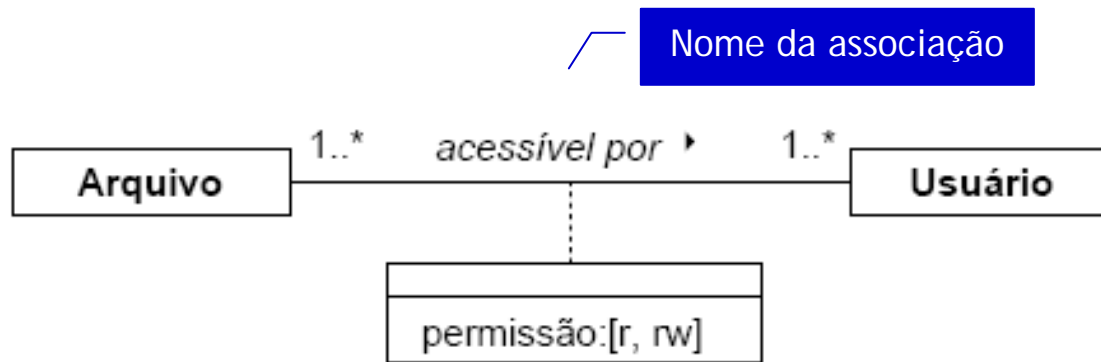 Nome da associação
1..* acessível por 1..*
Arquivo
Usuário
permissão:[r, rw]